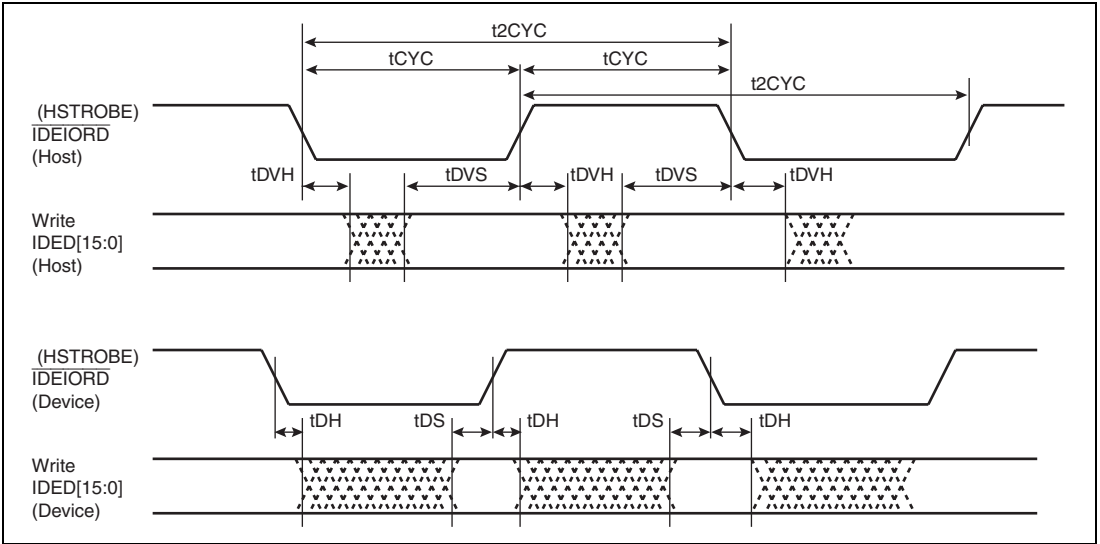 t2CYC
tCYC tCYC
t2CYC
(HSTROBE)
IDEIORD
(Host)
tDVH tDVS tDVH tDVS tDVH
Write
IDED[15:0]
(Host)
(HSTROBE)
IDEIORD
(Device)
tDH tDS tDH tDS tDH
Write
IDED[15:0]
(Device)